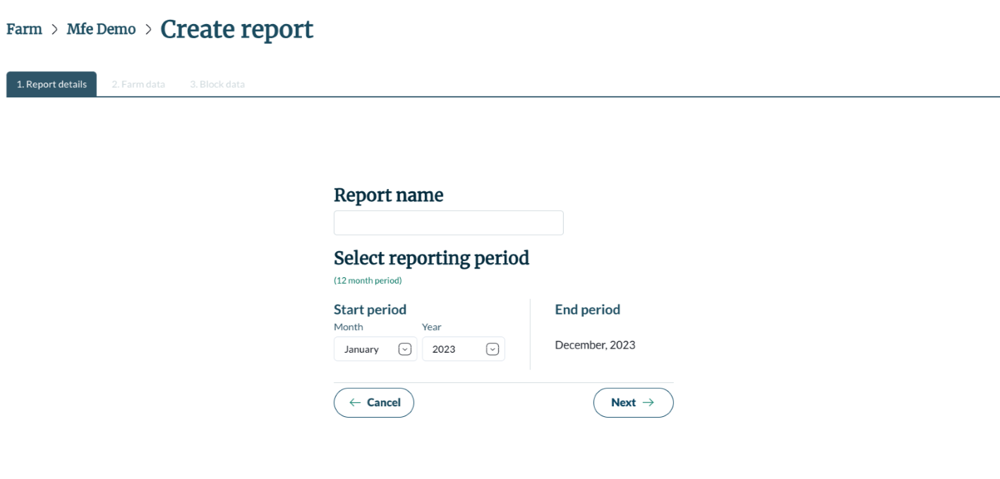 Farm > Mfe Demo > Create report
1. Report details 2. Farm data 3. Block data
Report name
Select reporting period
(12 month period)
Start period End period
Month Year
January 2023 December, 2023
← Cancel Next →